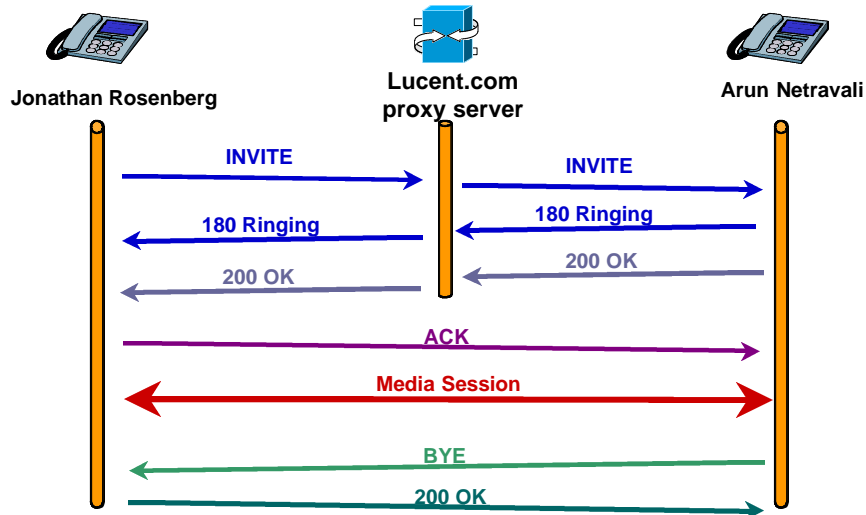 Jonathan Rosenberg
Lucent.com
proxy server
Arun Netravali
INVITE
INVITE
180 Ringing
180 Ringing
200 OK
200 OK
ACK
Media Session
BYE
200 OK